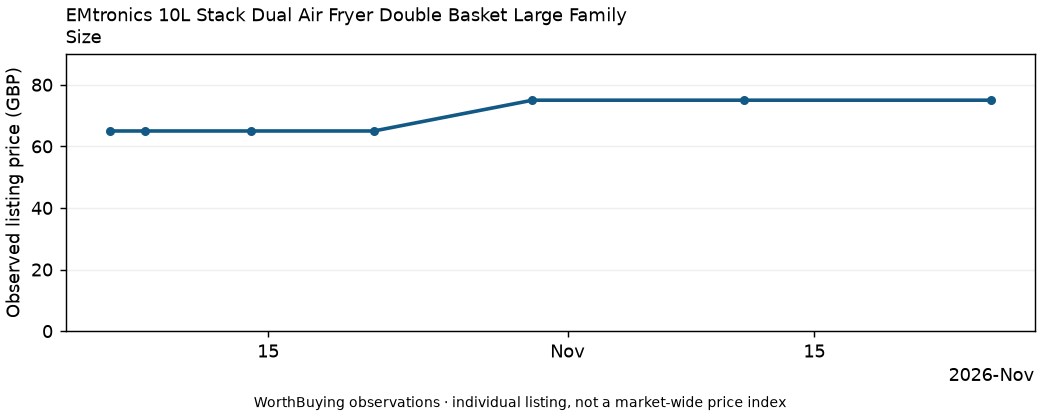 EMtronics 10L Stack Dual Air Fryer Double Basket Large Family
Size
Observed listing price (GBP)
80
60
40
20
0
15
Nov
15
2026-Nov
WorthBuying observations · individual listing, not a market-wide price index